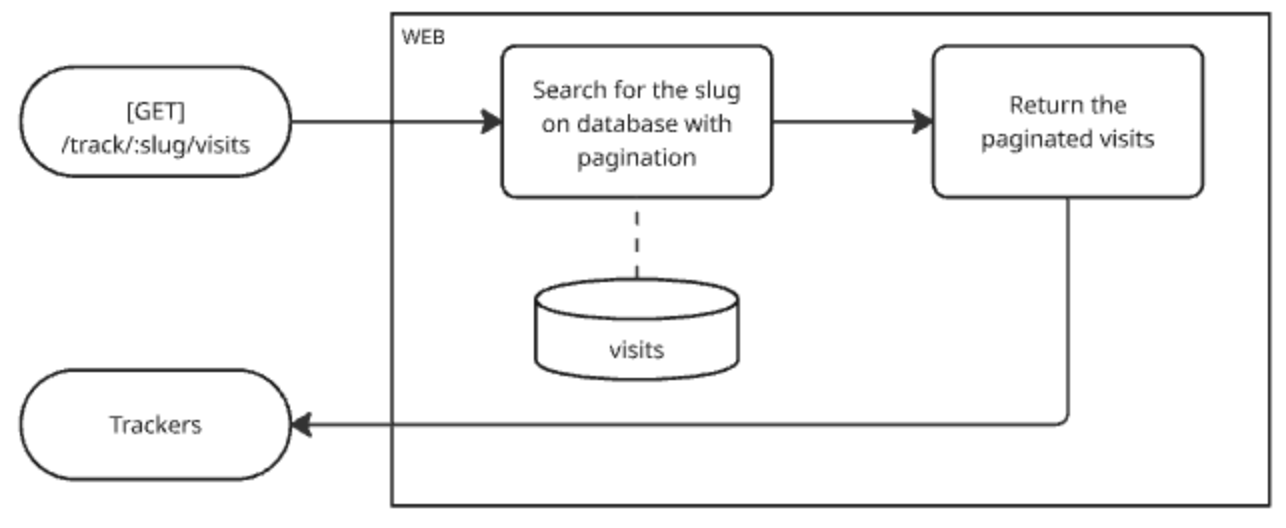 WEB
[GET]
/track/:slug/visits
Search for the slug
on database with
pagination
Return the
paginated visits
visits
Trackers